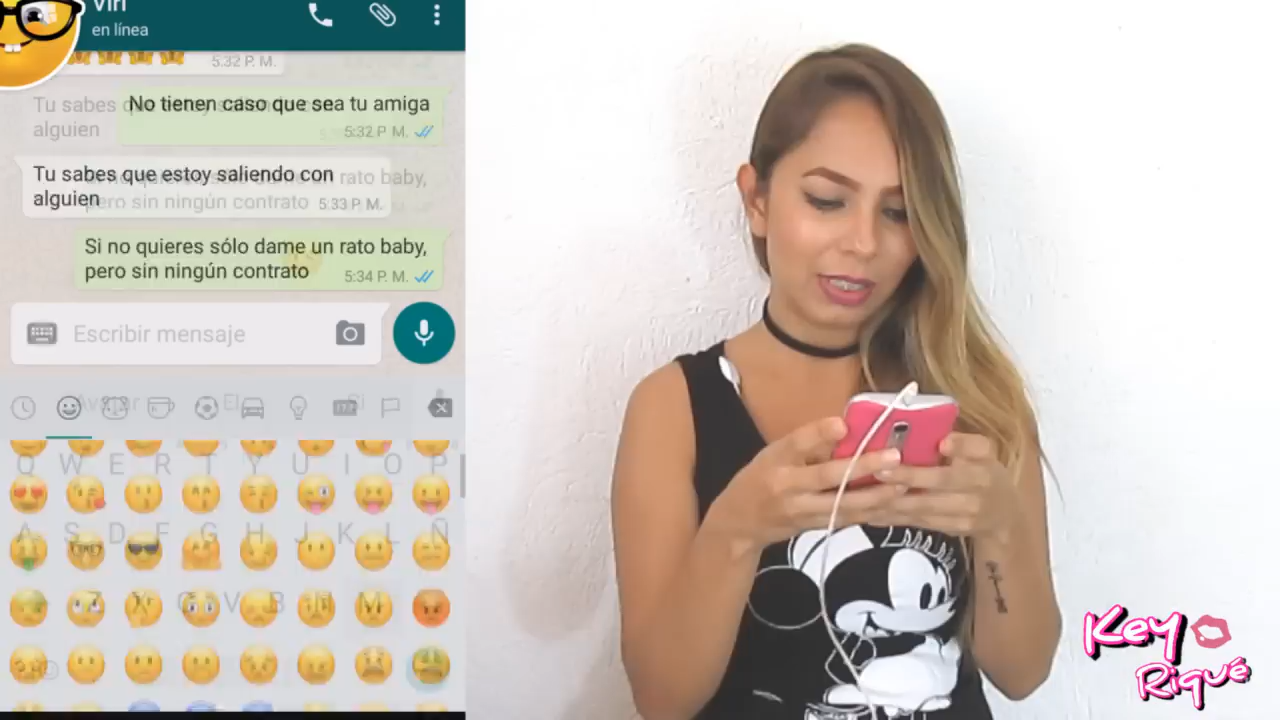 Viri
en línea
5:32 P. M.
No tienen caso que sea tu amiga
5:32 P. M.
Tu sabes que estoy saliendo con
alguien
5:33 P. M.
Si no quieres sólo dame un rato baby,
pero sin ningún contrato
5:34 P. M.
Escribir mensaje
Q W E R T Y U I O P
A S D F G H J K L Ñ
Z X C V B N M
Key
Riqué